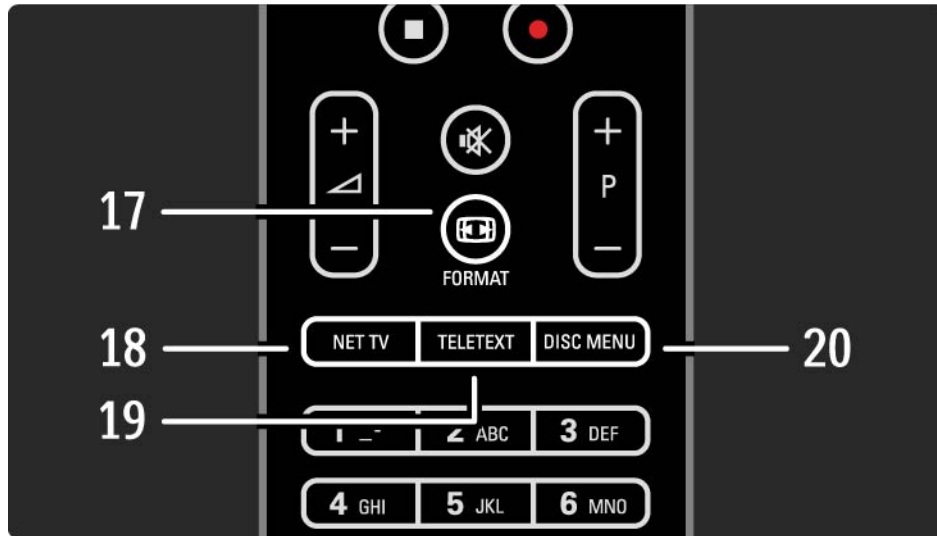 + +
P
17
− −
FORMAT
18 NET TV TELETEXT DISC MENU 20
19
1 _- 2 ABC 3 DEF
4 GHI 5 JKL 6 MNO